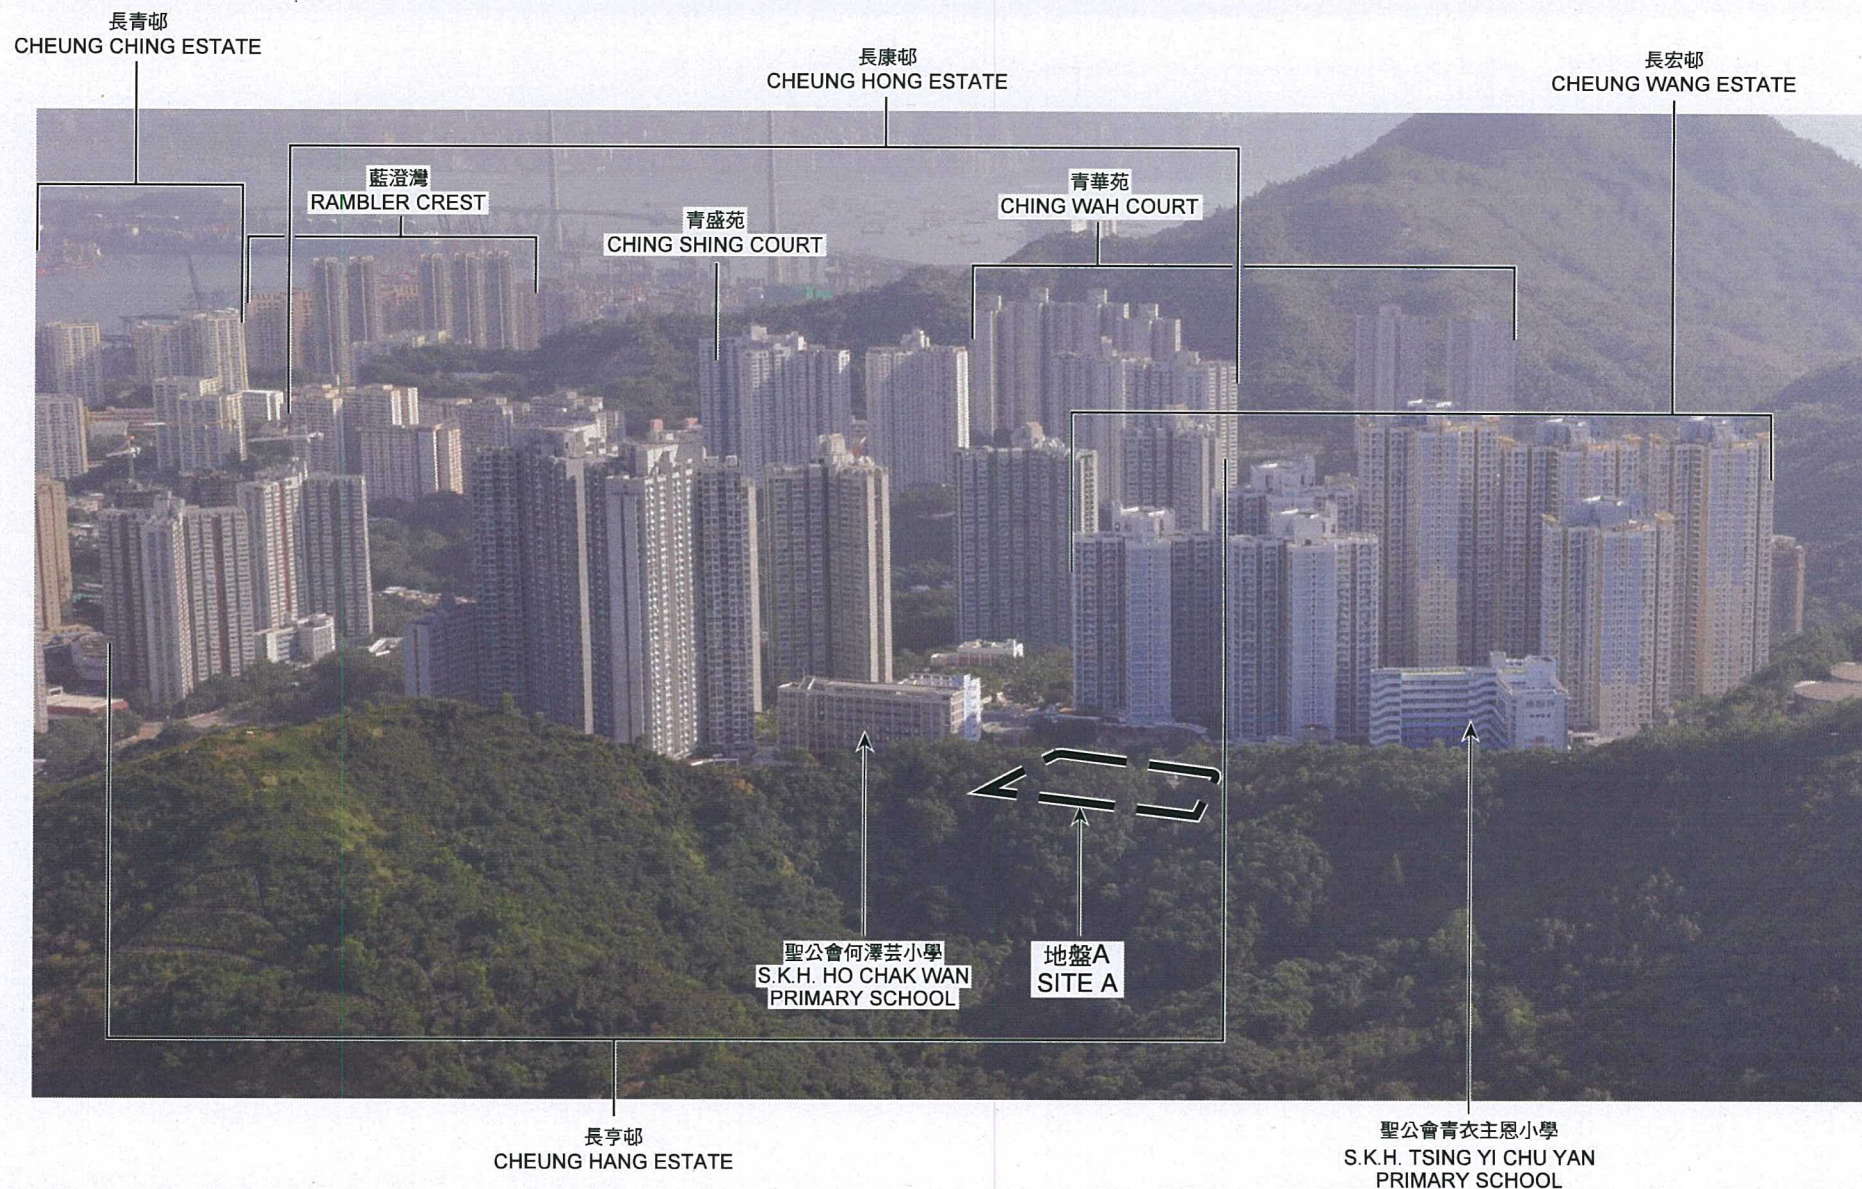 長青邨
CHEUNG CHING ESTATE
長康邨
CHEUNG HONG ESTATE
長宏邨
CHEUNG WANG ESTATE
藍澄灣
RAMBLER CREST
青盛苑
CHING SHING COURT
青華苑
CHING WAH COURT
聖公會何澤芸小學
S.K.H. HO CHAK WAN
PRIMARY SCHOOL
地盤A
SITE A
長亨邨
CHEUNG HANG ESTATE
聖公會青衣主恩小學
S.K.H. TSING YI CHU YAN
PRIMARY SCHOOL